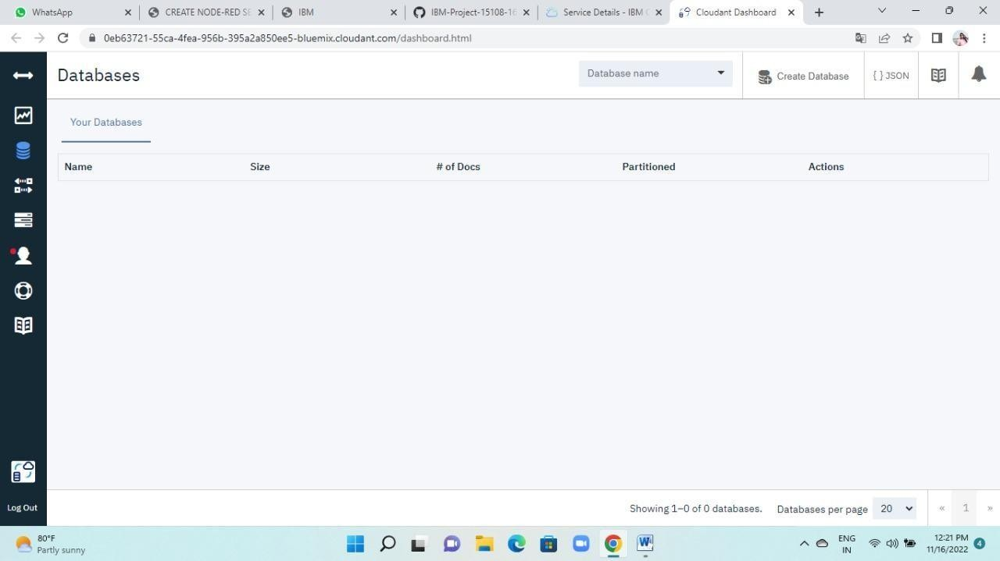 WhatsApp
CREATE NODE-RED SE
IBM
IBM-Project-15108-16
Service Details - IBM C
Cloudant Dashboard
0eb63721-55ca-4fea-956b-395a2a850ee5-bluemix.cloudant.com/dashboard.html
Databases
Database name
Create Database
{ } JSON
Your Databases
Name Size # of Docs Partitioned Actions
Showing 1–0 of 0 databases.
Databases per page 20
« 1 »
Log Out
80°F
Partly sunny
ENG
IN
12:21 PM
11/16/2022
4